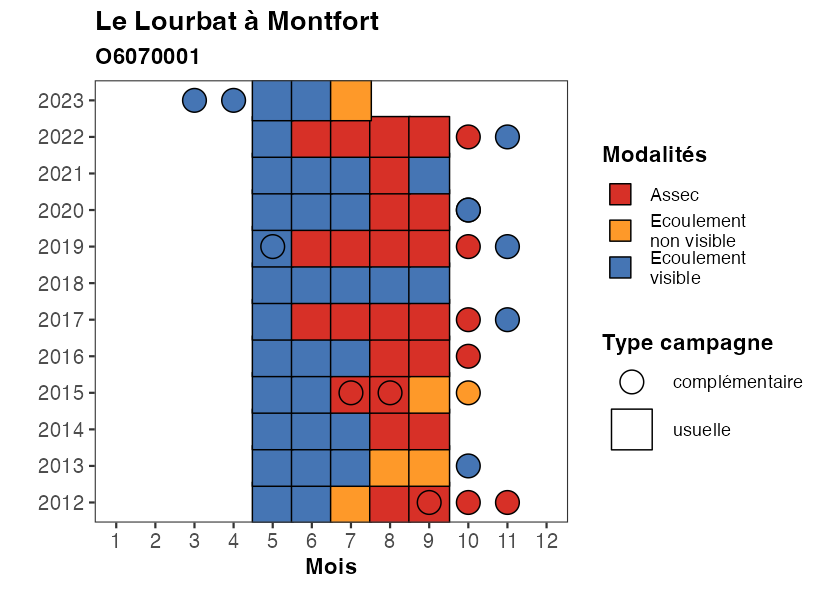 Le Lourbat à Montfort
O6070001
2023
2022
2021
2020
2019
2018
2017
2016
2015
2014
2013
2012
1 2 3 4 5 6 7 8 9 10 11 12
Mois
Modalités
Assec
Ecoulement
non visible
Ecoulement
visible
Type campagne
complémentaire
usuelle